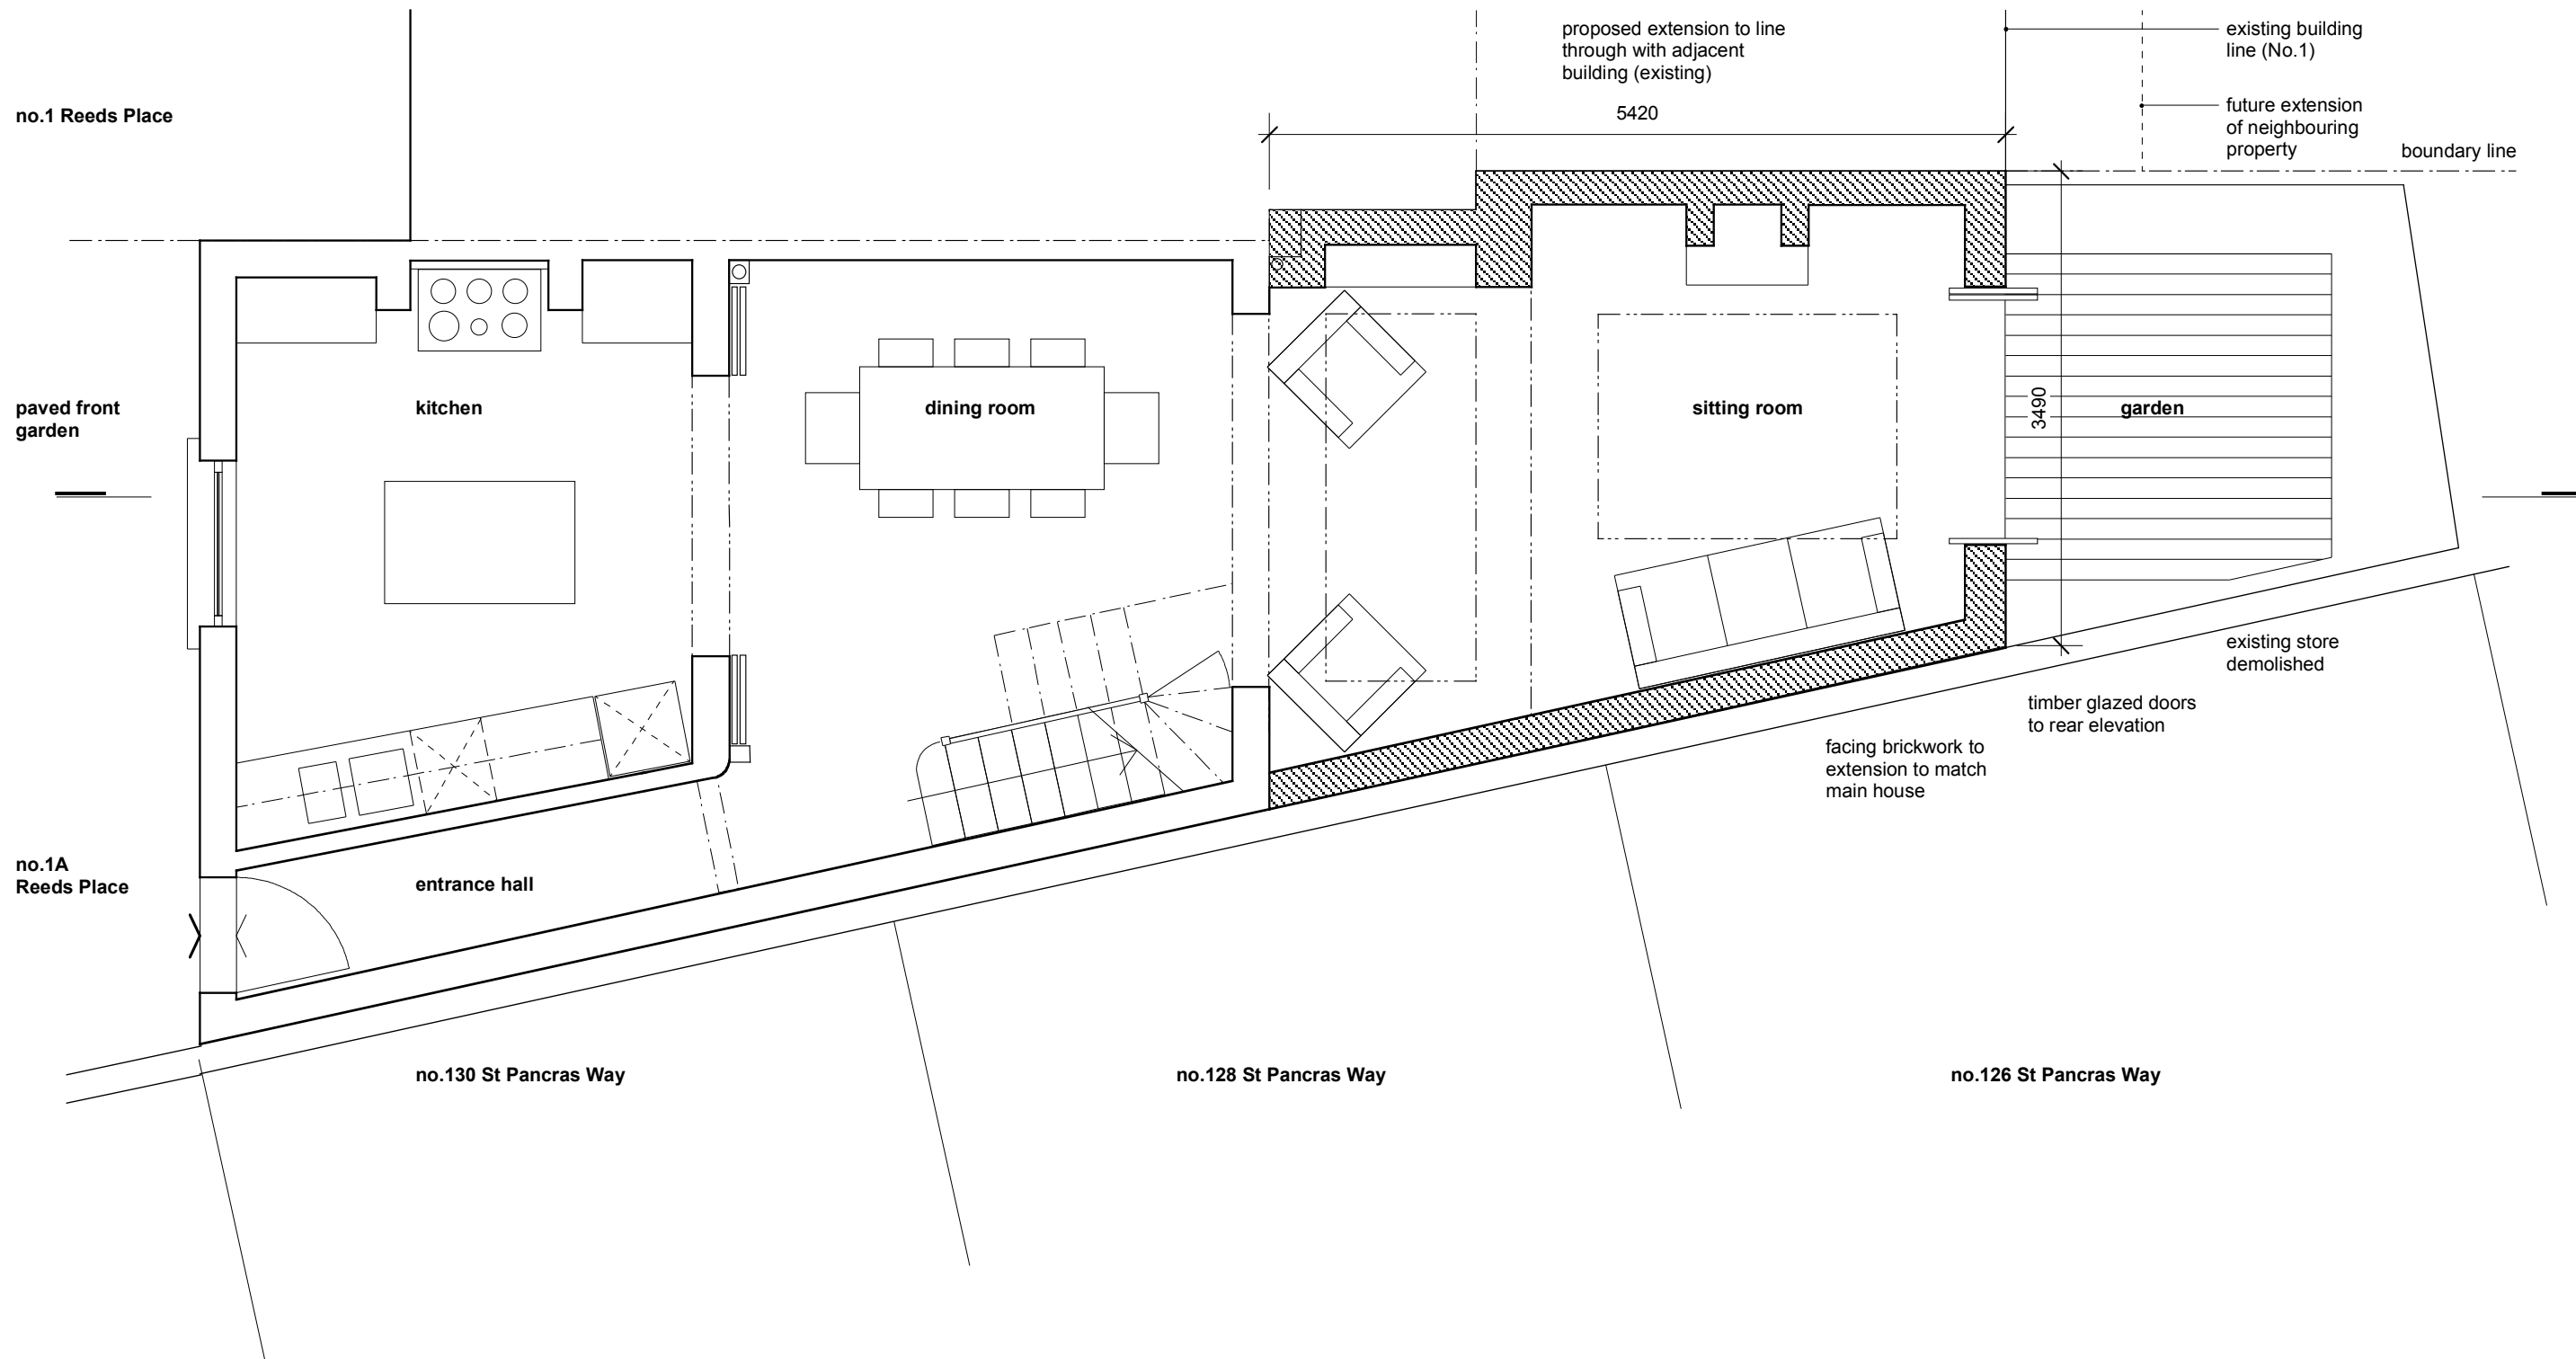 proposed extension to line
through with adjacent
building (existing)
existing building
line (No.1)
no.1 Reeds Place
5420
future extension
of neighbouring
property
boundary line
paved front
garden
kitchen
dining room
sitting room
3490
garden
existing store
demolished
timber glazed doors
to rear elevation
facing brickwork to
extension to match
main house
no.1A
Reeds Place
entrance hall
no.130 St Pancras Way
no.128 St Pancras Way
no.126 St Pancras Way